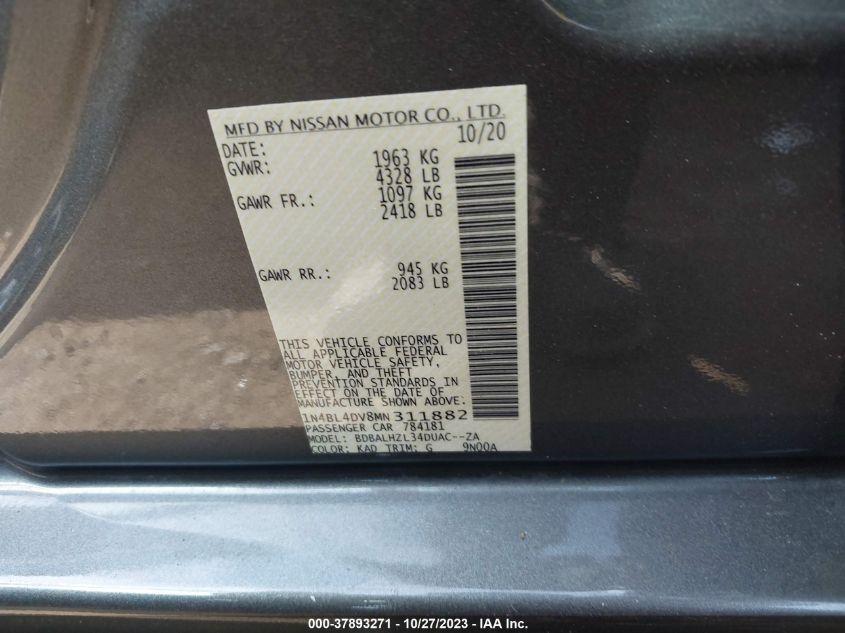 MFD BY NISSAN MOTOR CO., LTD.
DATE: 10/20
GVWR: 1963 KG
4328 LB
GAWR FR.: 1097 KG
2418 LB
GAWR RR.: 945 KG
2083 LB
THIS VEHICLE CONFORMS TO
ALL APPLICABLE FEDERAL
MOTOR VEHICLE SAFETY,
BUMPER, AND THEFT
PREVENTION STANDARDS IN
EFFECT ON THE DATE OF
MANUFACTURE SHOWN ABOVE.
1N4BL4DV8MN311882
PASSENGER CAR 784181
MODEL: BDBALHZL34DUAC--ZA
COLOR: KAD TRIM: G 9N00A
000-37893271 - 10/27/2023 - IAA Inc.